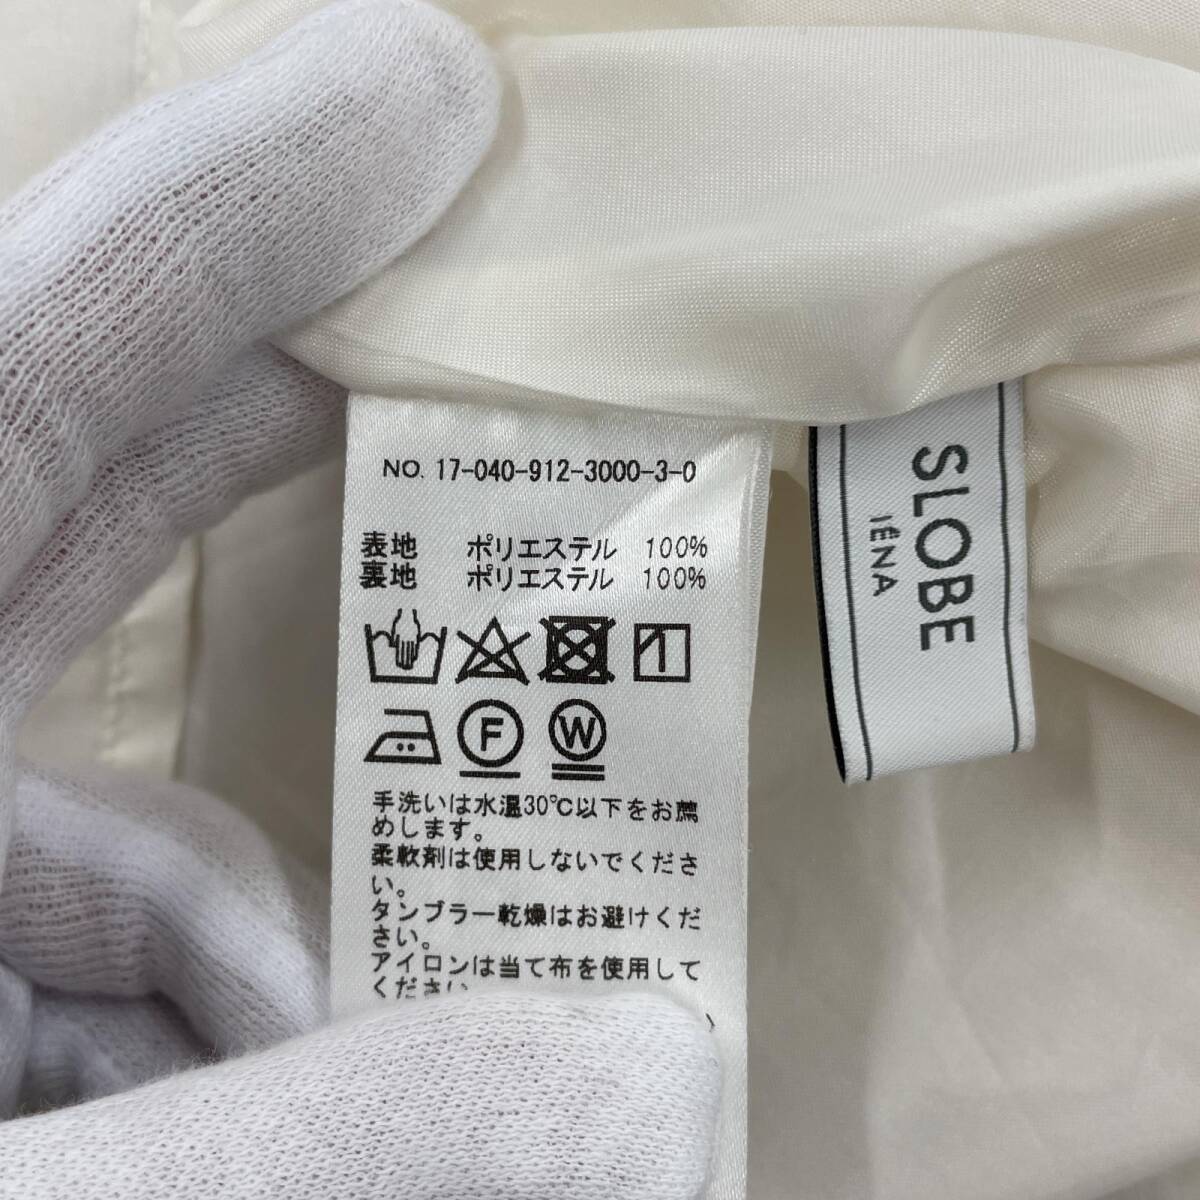 NO. 17-040-912-3000-3-0
表地 ポリエステル 100%
裏地 ポリエステル 100%
F W
手洗いは水温30℃以下をお薦
めします。
柔軟剤は使用しないでくださ
い。
タンブラー乾燥はお避けくだ
さい。
アイロンは当て布を使用して
ください
SLOBE
IÉNA